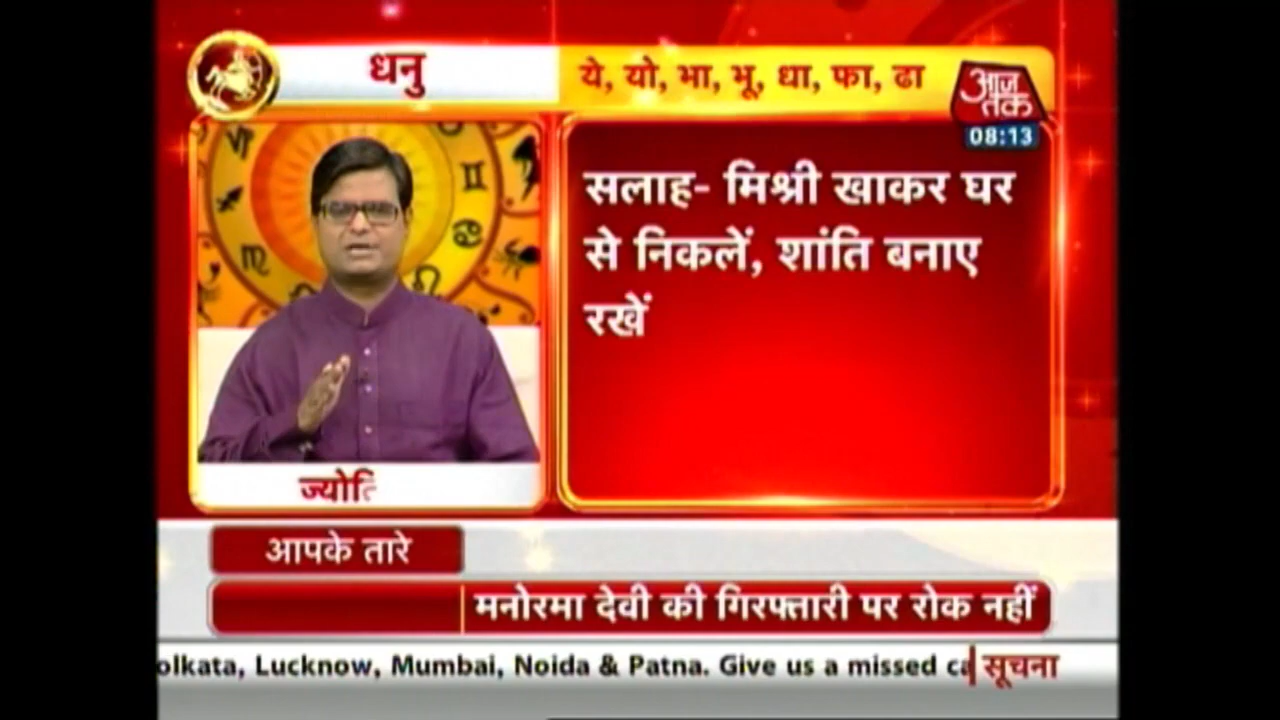 धनु
ये, यो, भा, भू, धा, फा, ढा
आज
तक
08:13
सलाह- मिश्री खाकर घर
से निकलें, शांति बनाए
रखें
ज्योति
आपके तारे
मनोरमा देवी की गिरफ्तारी पर रोक नहीं
olkata, Lucknow, Mumbai, Noida & Patna. Give us a missed ca
सूचना